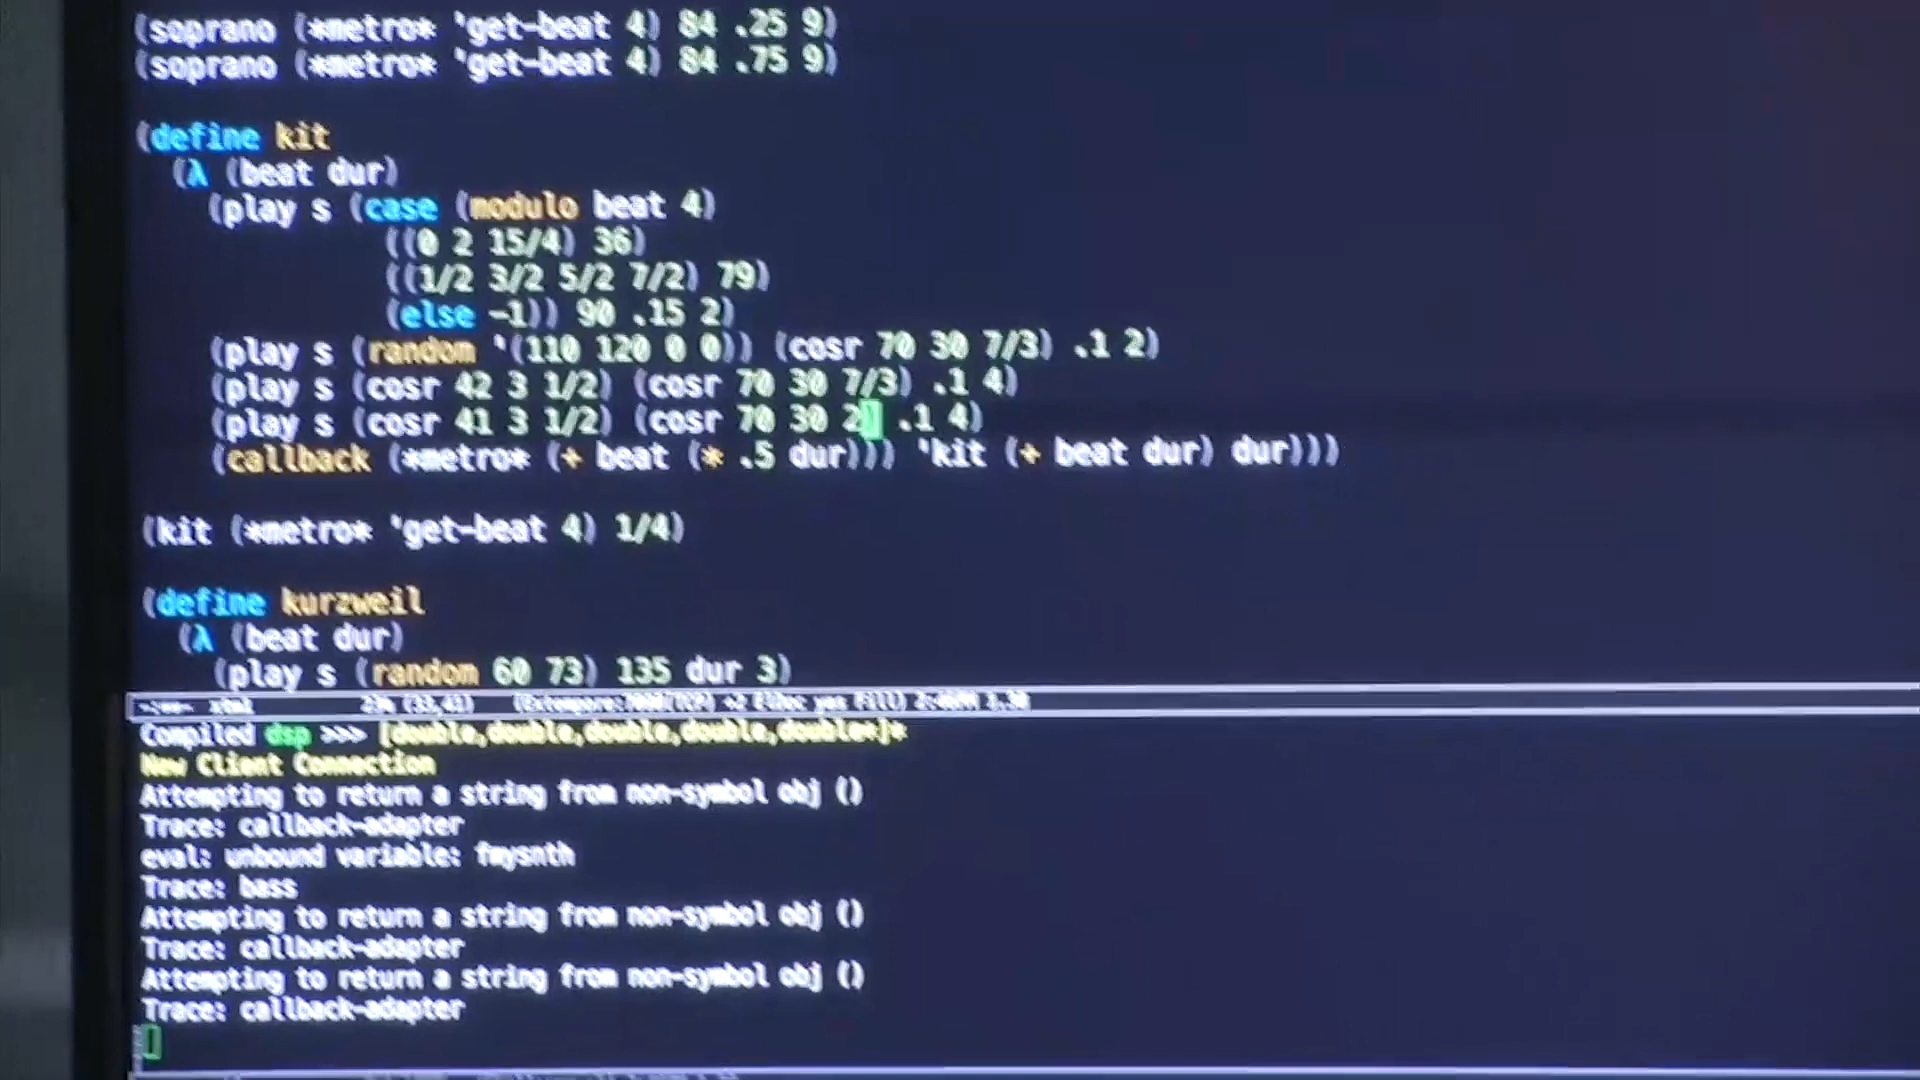 (soprano (*metro* 'get-beat 4) 84 .25 9)
(soprano (*metro* 'get-beat 4) 84 .75 9)
(define kit
(λ (beat dur)
(play s (case (modulo beat 4)
((0 2 15/4) 36)
((1/2 3/2 5/2 7/2) 79)
(else -1)) 90 .15 2)
(play s (random '(110 120 0 0)) (cosr 70 30 7/3) .1 2)
(play s (cosr 42 3 1/2) (cosr 70 30 7/3) .1 4)
(play s (cosr 41 3 1/2) (cosr 70 30 2) .1 4)
(callback (*metro* (+ beat (* .5 dur))) 'kit (+ beat dur) dur)))
(kit (*metro* 'get-beat 4) 1/4)
(define kurzweil
(λ (beat dur)
(play s (random 60 73) 135 dur 3)
Compiled dsp >>> [double,double,double,double,double*]*
New Client Connection
Attempting to return a string from non-symbol obj ()
Trace: callback-adapter
eval: unbound variable: fmysnth
Trace: bass
Attempting to return a string from non-symbol obj ()
Trace: callback-adapter
Attempting to return a string from non-symbol obj ()
Trace: callback-adapter